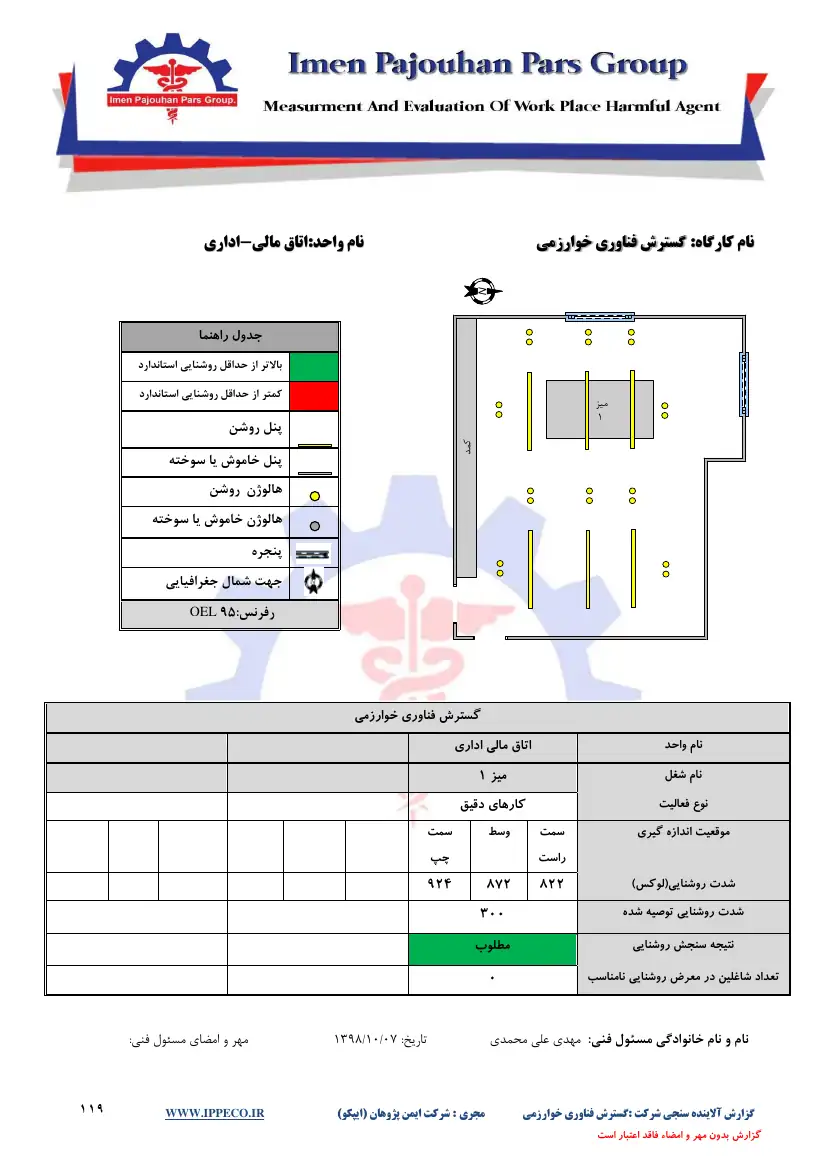 Imen Pajouhan Pars Group
Imen Pajouhan Pars Group.
Measurment And Evaluation Of Work Place Harmful Agent
نام کارگاه: گسترش فناوری خوارزمی
نام واحد:اتاق مالی-اداری
N
جدول راهنما
بالاتر از حداقل روشنایی استاندارد
کمتر از حداقل روشنایی استاندارد
پنل روشن
پنل خاموش یا سوخته
هالوژن روشن
هالوژن خاموش یا سوخته
پنجره
جهت شمال جغرافیایی
رفرنس:OEL ۹۵
میز
۱
کمد
گسترش فناوری خوارزمی
نام واحد اتاق مالی اداری
نام شغل میز ۱
نوع فعالیت کارهای دقیق
موقعیت اندازه گیری سمت راست وسط سمت چپ
شدت روشنایی(لوکس) ۸۲۲ ۸۷۲ ۹۲۴
شدت روشنایی توصیه شده ۳۰۰
نتیجه سنجش روشنایی مطلوب
تعداد شاغلین در معرض روشنایی نامناسب ۰
نام و نام خانوادگی مسئول فنی: مهدی علی محمدی تاریخ: ۱۳۹۸/۱۰/۰۷ مهر و امضای مسئول فنی:
گزارش آلاینده سنجی شرکت :گسترش فناوری خوارزمی مجری : شرکت ایمن پژوهان (ایپکو) WWW.IPPECO.IR ۱۱۹
گزارش بدون مهر و امضاء فاقد اعتبار است